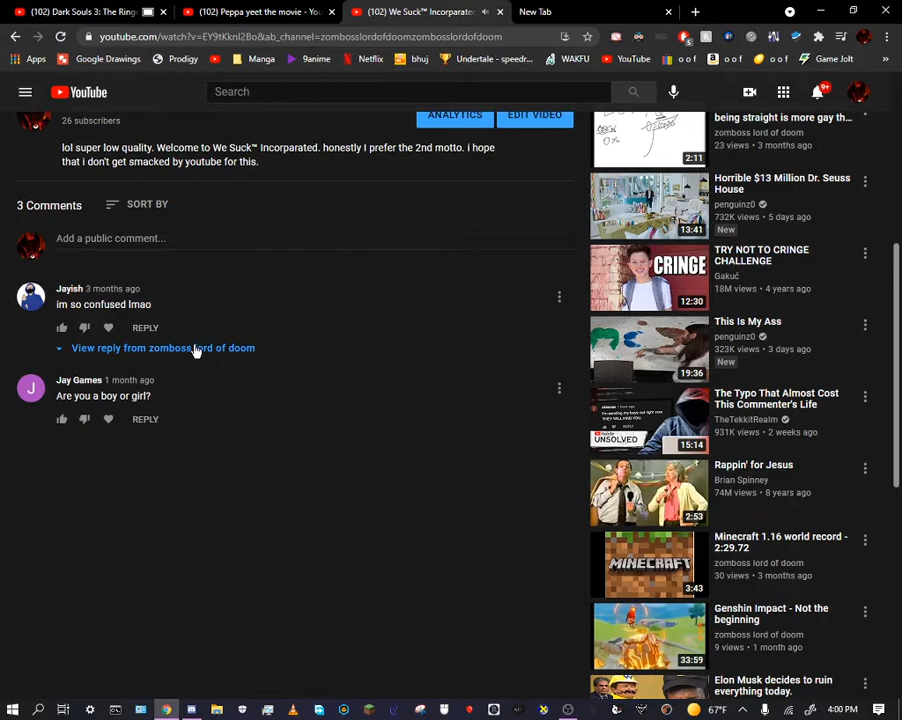 (102) Dark Souls 3: The Ringe
(102) Peppa yeet the movie - You
(102) We Suck™ Incorporated
New Tab
youtube.com/watch?v=EY9tKknI2Bo&ab_channel=zombosslordofdoomzombosslordofdoom
Apps
Google Drawings
Prodigy
Manga
9anime
Netflix
bhuj
Undertale - speedr...
WAKFU
YouTube
o o f
o o f
o o f
Game Jolt
YouTube
Search
9+
26 subscribers
ANALYTICS
EDIT VIDEO
lol super low quality. Welcome to We Suck™ Incorporated. honestly I prefer the 2nd motto. i hope
that i don't get smacked by youtube for this.
3 Comments
SORT BY
Add a public comment...
Jayish 3 months ago
im so confused lmao
REPLY
View reply from zomboss lord of doom
J
Jay Games 1 month ago
Are you a boy or girl?
REPLY
being straight is more gay th...
zomboss lord of doom
23 views • 3 months ago
2:11
Horrible $13 Million Dr. Seuss
House
penguinz0
732K views • 5 days ago
New
13:41
TRY NOT TO CRINGE
CHALLENGE
Gakuć
18M views • 4 years ago
CRINGE
12:30
This Is My Ass
penguinz0
323K views • 3 days ago
New
19:36
The Typo That Almost Cost
This Commenter's Life
TheTekkitRealm
931K views • 2 weeks ago
UNSOLVED
15:14
Rappin' for Jesus
Brian Spinney
74M views • 8 years ago
2:53
Minecraft 1.16 world record -
2:29.72
zomboss lord of doom
30 views • 3 months ago
MINECRAFT
3:43
Genshin Impact - Not the
beginning
zomboss lord of doom
9 views • 1 month ago
33:59
Elon Musk decides to ruin
everything today.
67°F
4:00 PM